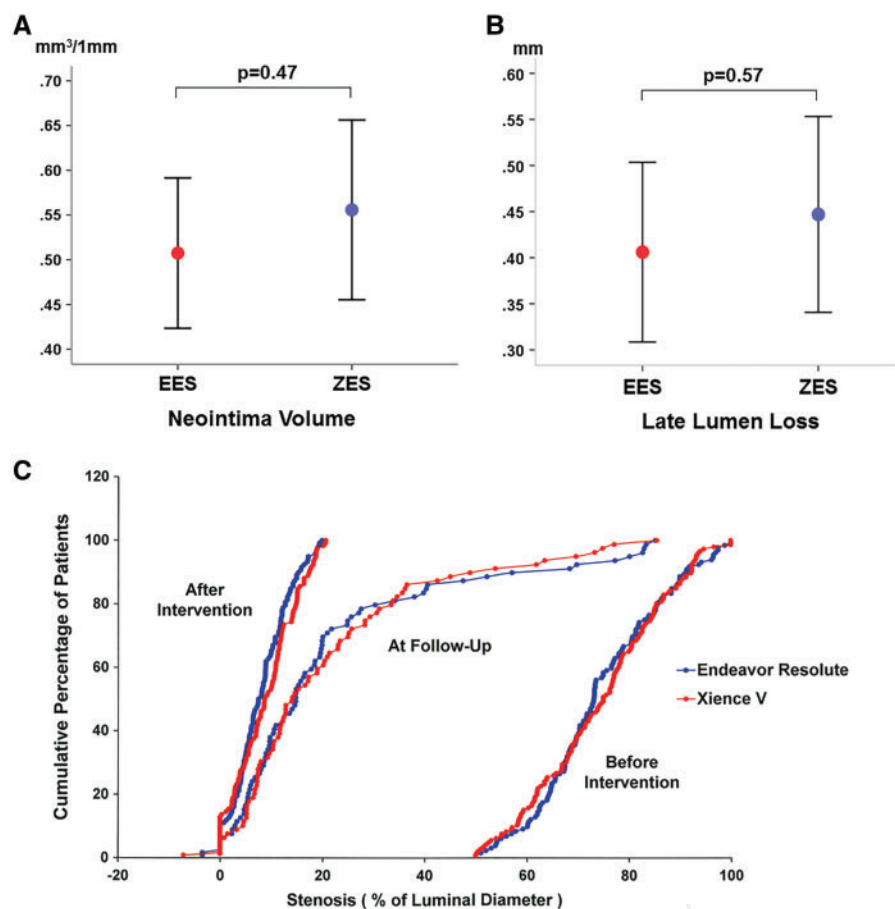 A
mm³/1mm
p=0.47
.70
.65
.60
.55
.50
.45
.40
EES
ZES
Neointima Volume
B
mm
p=0.57
.60
.55
.50
.45
.40
.35
.30
EES
ZES
Late Lumen Loss
C
Cumulative Percentage of Patients
120
100
80
60
40
20
0
After
Intervention
At Follow-Up
Before
Intervention
Endeavor Resolute
Xience V
-20
0
20
40
60
80
100
Stenosis ( % of Luminal Diameter )